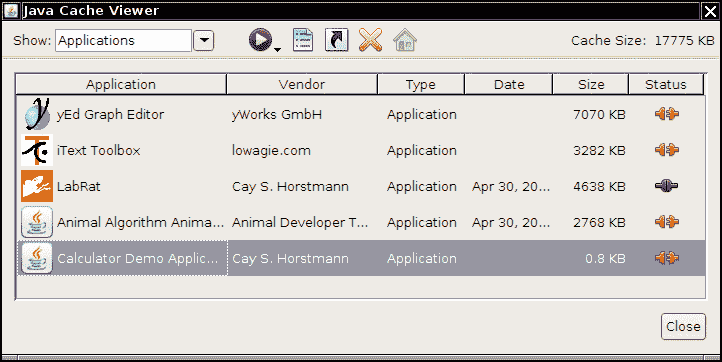 Java Cache Viewer
Show: Applications Cache Size: 17775 KB
Application Vendor Type Date Size Status
yEd Graph Editor yWorks GmbH Application 7070 KB
iText Toolbox lowagie.com Application 3282 KB
LabRat Cay S. Horstmann Application Apr 30, 20... 4638 KB
Animal Algorithm Anima... Animal Developer T... Application Apr 30, 20... 2768 KB
Calculator Demo Applic... Cay S. Horstmann Application 0.8 KB
Close